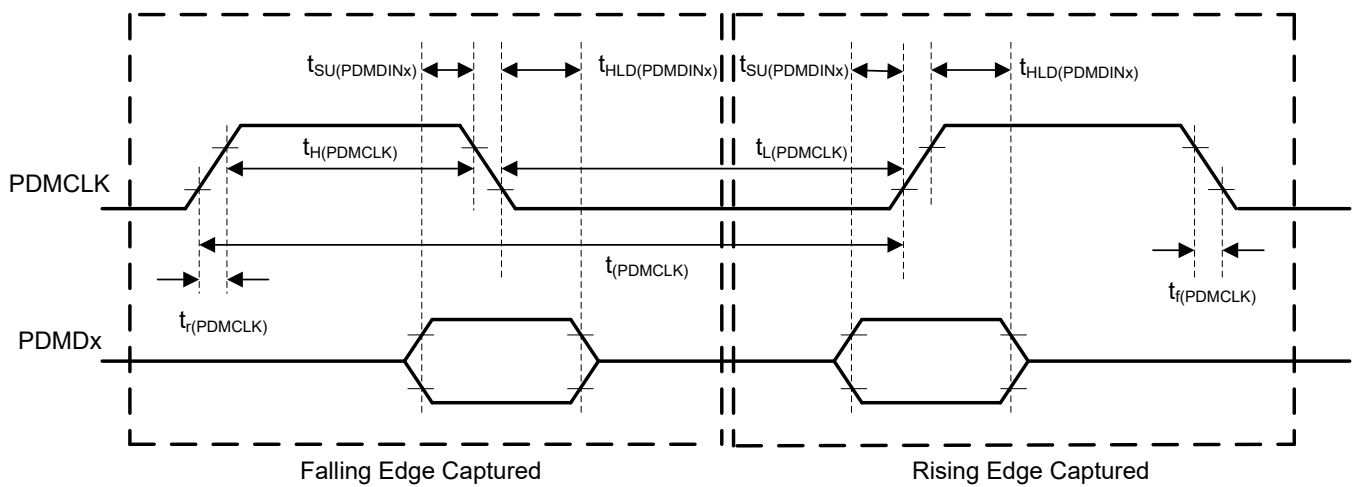 tSU(PDMDINx)
tHLD(PDMDINx)
tSU(PDMDINx)
tHLD(PDMDINx)
tH(PDMCLK)
tL(PDMCLK)
PDMCLK
t(PDMCLK)
tr(PDMCLK)
tf(PDMCLK)
PDMDx
Falling Edge Captured
Rising Edge Captured